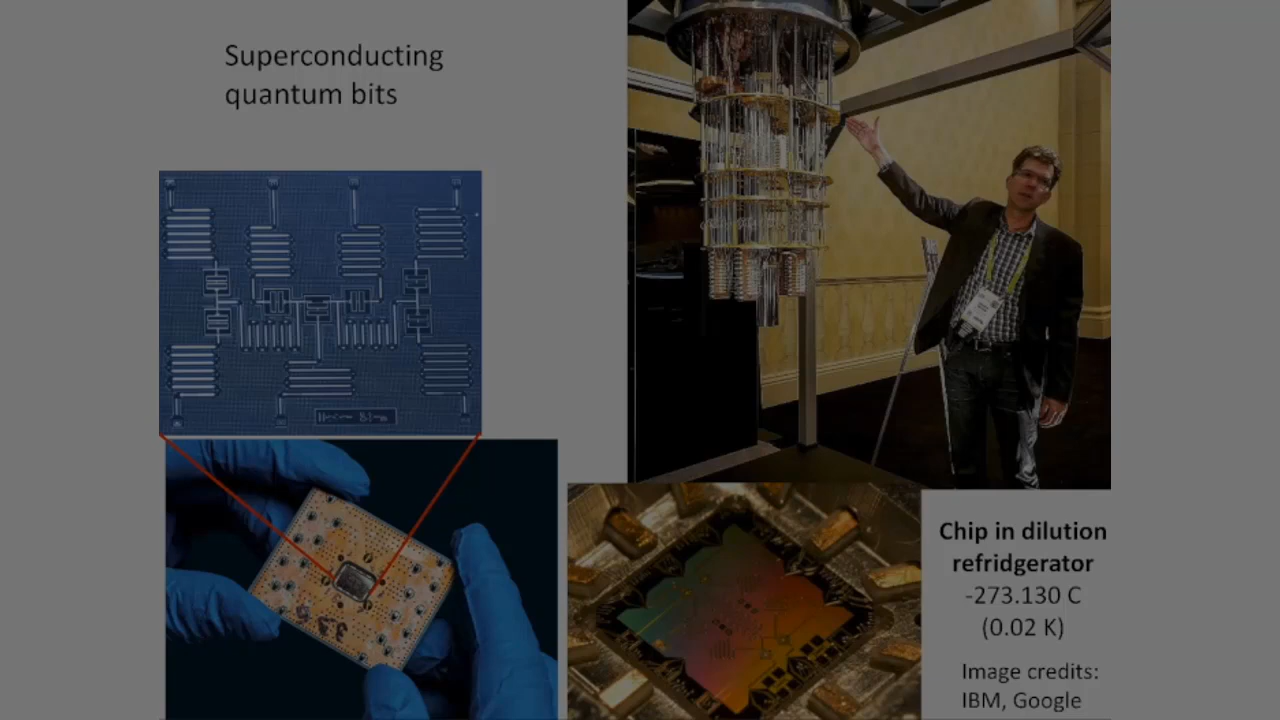 Superconducting
quantum bits
Chip in dilution
refridgerator
-273.130 C
(0.02 K)
Image credits:
IBM, Google